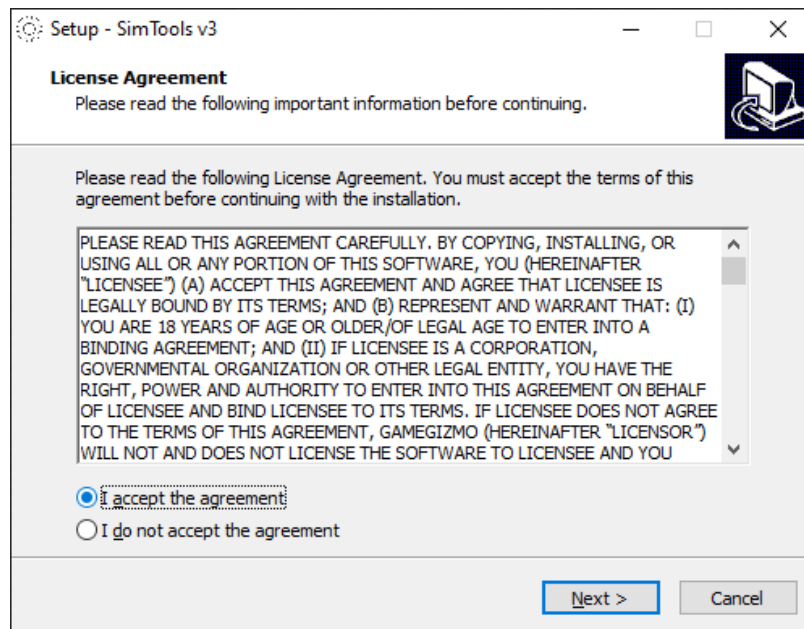 Setup - SimTools v3
License Agreement
Please read the following important information before continuing.
Please read the following License Agreement. You must accept the terms of this
agreement before continuing with the installation.
PLEASE READ THIS AGREEMENT CAREFULLY. BY COPYING, INSTALLING, OR
USING ALL OR ANY PORTION OF THIS SOFTWARE, YOU (HEREINAFTER
"LICENSEE") (A) ACCEPT THIS AGREEMENT AND AGREE THAT LICENSEE IS
LEGALLY BOUND BY ITS TERMS; AND (B) REPRESENT AND WARRANT THAT: (I)
YOU ARE 18 YEARS OF AGE OR OLDER/OF LEGAL AGE TO ENTER INTO A
BINDING AGREEMENT; AND (II) IF LICENSEE IS A CORPORATION,
GOVERNMENTAL ORGANIZATION OR OTHER LEGAL ENTITY, YOU HAVE THE
RIGHT, POWER AND AUTHORITY TO ENTER INTO THIS AGREEMENT ON BEHALF
OF LICENSEE AND BIND LICENSEE TO ITS TERMS. IF LICENSEE DOES NOT AGREE
TO THE TERMS OF THIS AGREEMENT, GAMEGIZMO (HEREINAFTER "LICENSOR")
WILL NOT AND DOES NOT LICENSE THE SOFTWARE TO LICENSEE AND YOU
I accept the agreement
I do not accept the agreement
Next >
Cancel